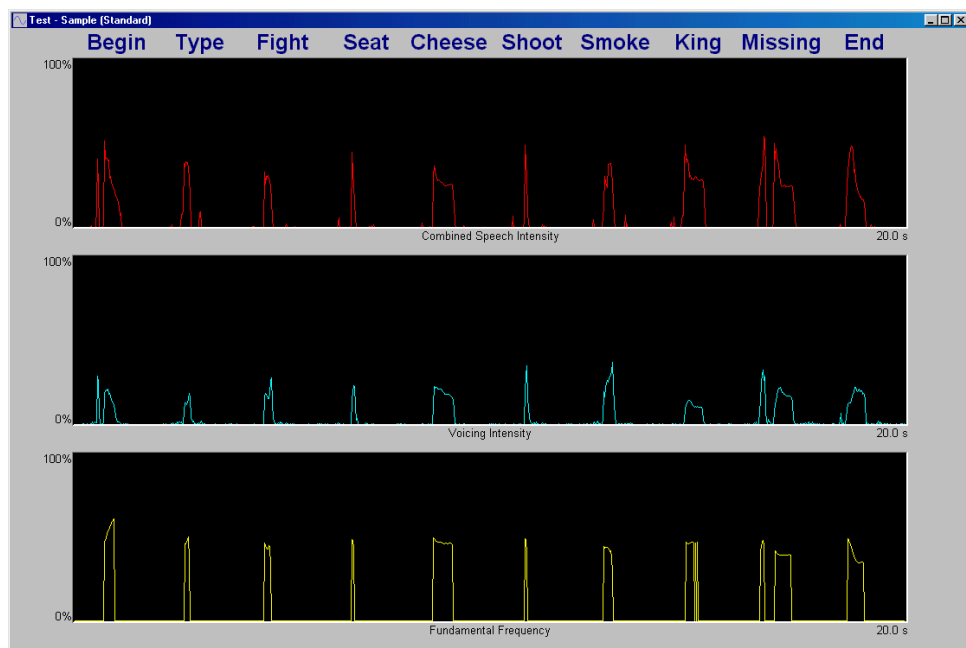 Test - Sample (Standard)
Begin Type Fight Seat Cheese Shoot Smoke King Missing End
100%
0%
Combined Speech Intensity 20.0 s
100%
0%
Voicing Intensity 20.0 s
100%
0%
Fundamental Frequency 20.0 s